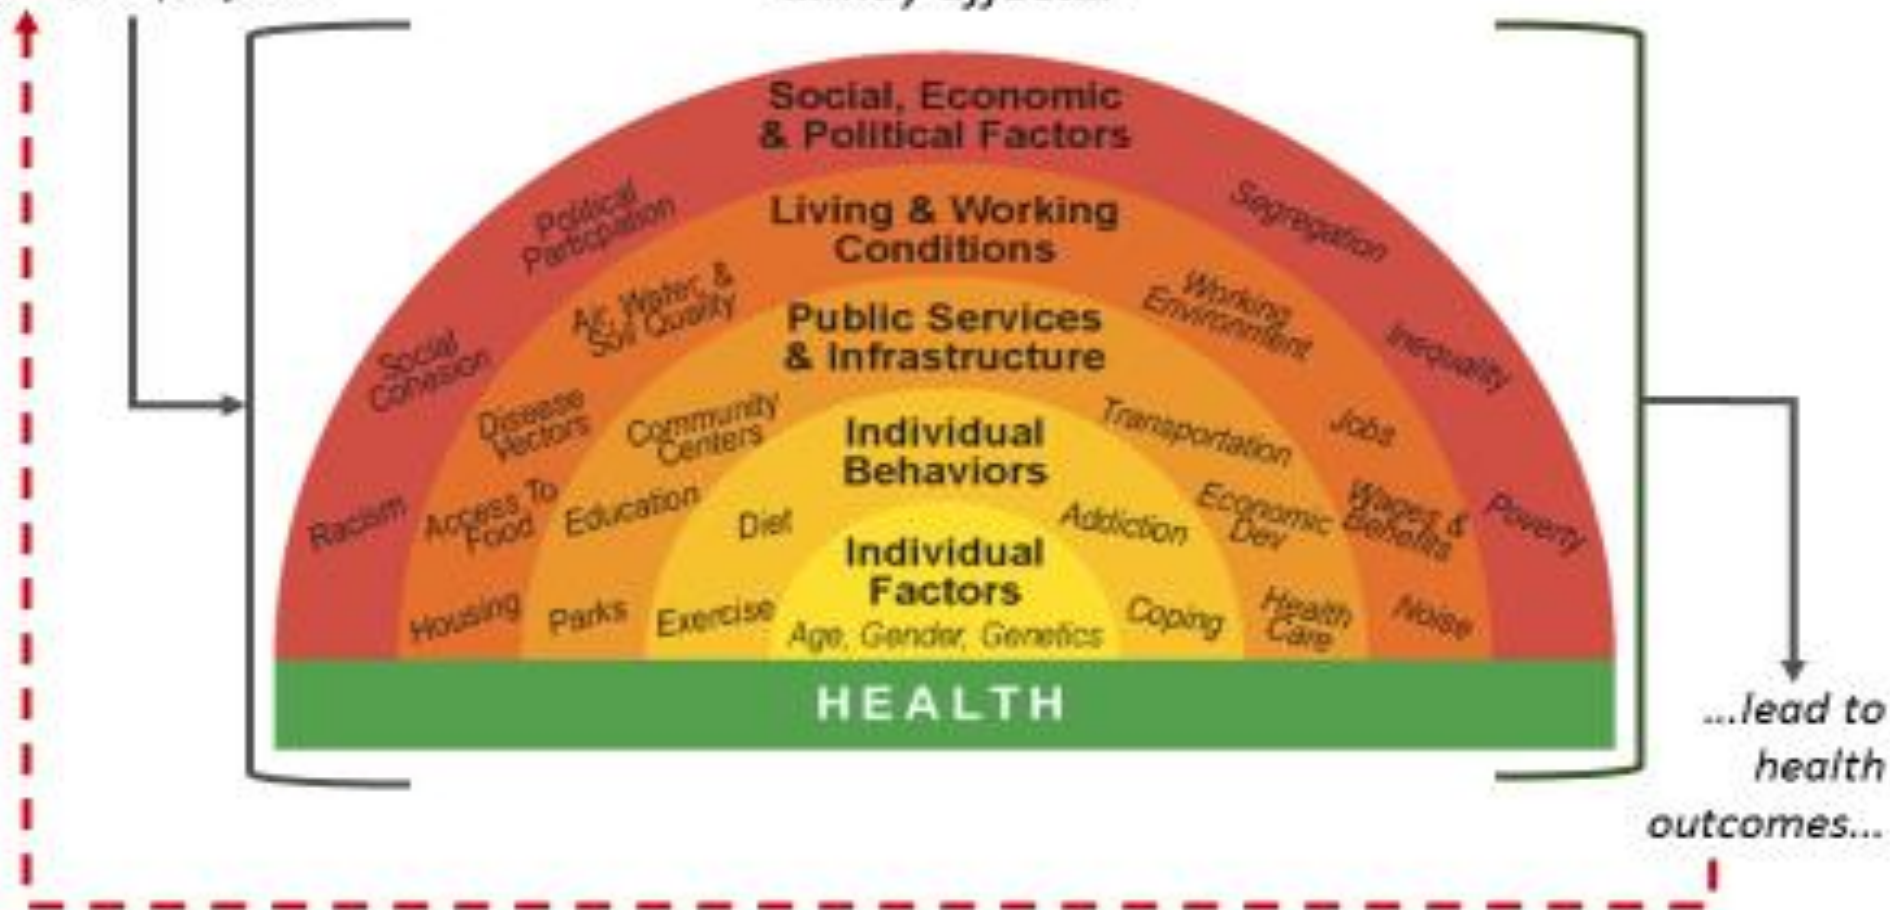 Social, Economic
& Political Factors
Political
Particpation
Segregation
Living & Working
Conditions
Air, Water, &
Soil Quality
Working
Environment
Social
Cohesion
Inequality
Public Services
& Infrastructure
Disease
Vectors
Community
Centers
Transportation
Jobs
Individual
Behaviors
Racism
Access To
Food
Education
Diet
Addiction
Economic
Dev
Wages &
Benefits
Poverty
Individual
Factors
Age, Gender, Genetics
Housing
Parks
Exercise
Coping
Health
Care
Noise
HEALTH
...lead to
health
outcomes...